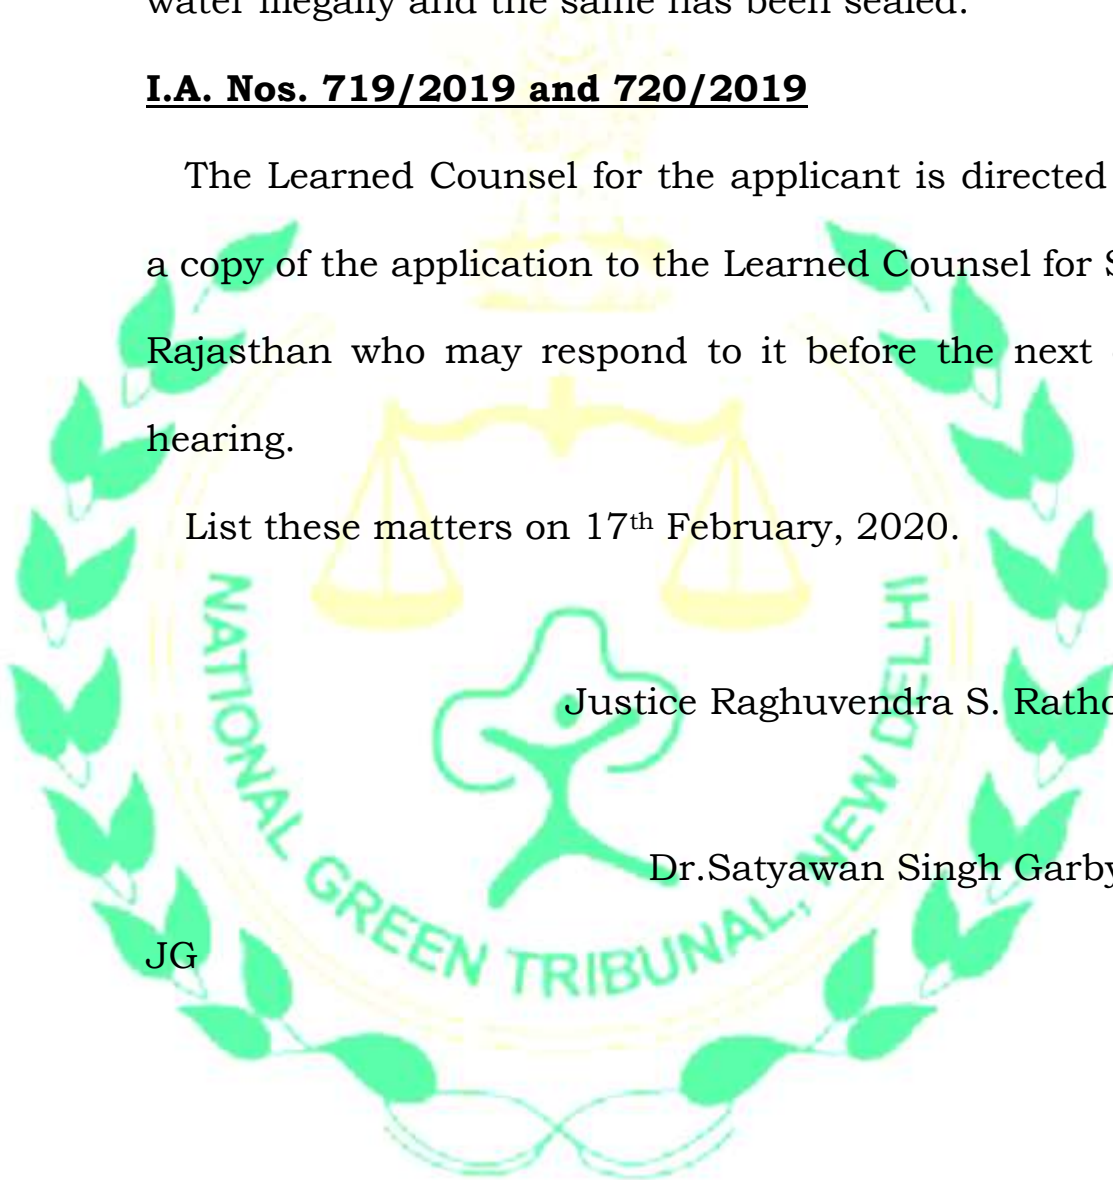 water illegally and the same has been sealed.
I.A. Nos. 719/2019 and 720/2019
The Learned Counsel for the applicant is directed
a copy of the application to the Learned Counsel for S
Rajasthan who may respond to it before the next
hearing.
List these matters on 17th February, 2020.
Justice Raghuvendra S. Ratho
Dr.Satyawan Singh Garby
JG
NATIONAL GREEN TRIBUNAL, NEW DELHI